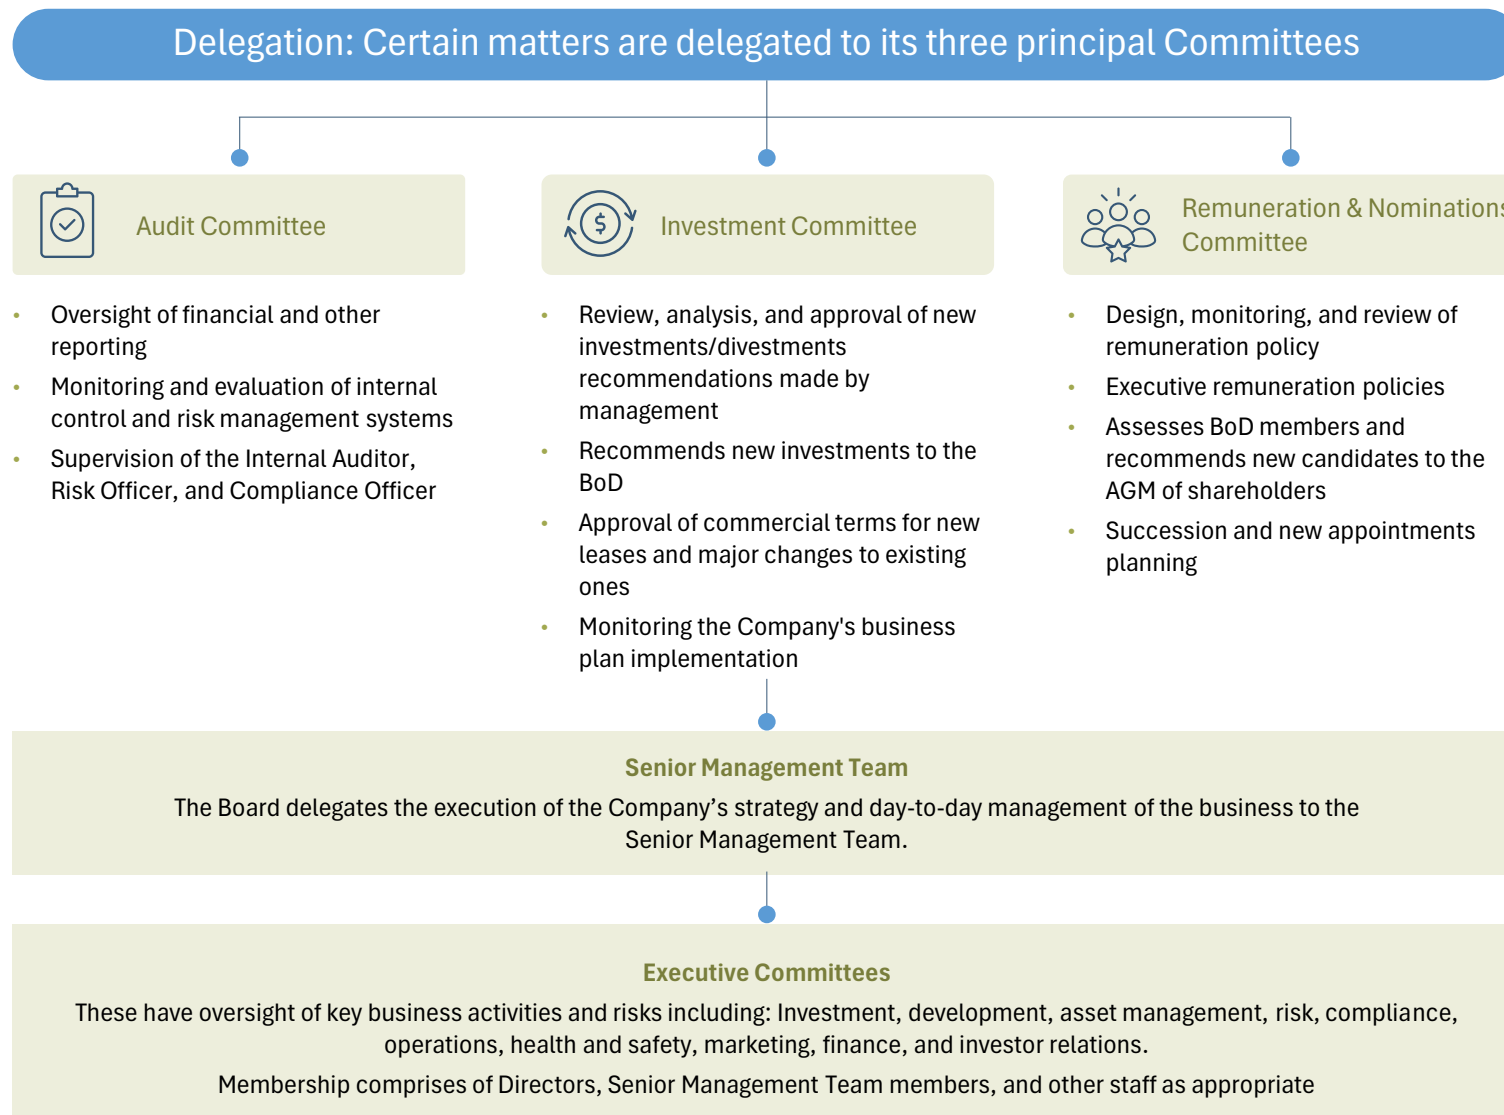 Delegation: Certain matters are delegated to its three principal Committees
Audit Committee
• Oversight of financial and other
reporting
• Monitoring and evaluation of internal
control and risk management systems
• Supervision of the Internal Auditor,
Risk Officer, and Compliance Officer
Investment Committee
• Review, analysis, and approval of new
investments/divestments
recommendations made by
management
• Recommends new investments to the
BoD
• Approval of commercial terms for new
leases and major changes to existing
ones
• Monitoring the Company's business
plan implementation
Remuneration & Nominations
Committee
• Design, monitoring, and review of
remuneration policy
• Executive remuneration policies
• Assesses BoD members and
recommends new candidates to the
AGM of shareholders
• Succession and new appointments
planning
Senior Management Team
The Board delegates the execution of the Company’s strategy and day-to-day management of the business to the
Senior Management Team.
Executive Committees
These have oversight of key business activities and risks including: Investment, development, asset management, risk, compliance,
operations, health and safety, marketing, finance, and investor relations.
Membership comprises of Directors, Senior Management Team members, and other staff as appropriate